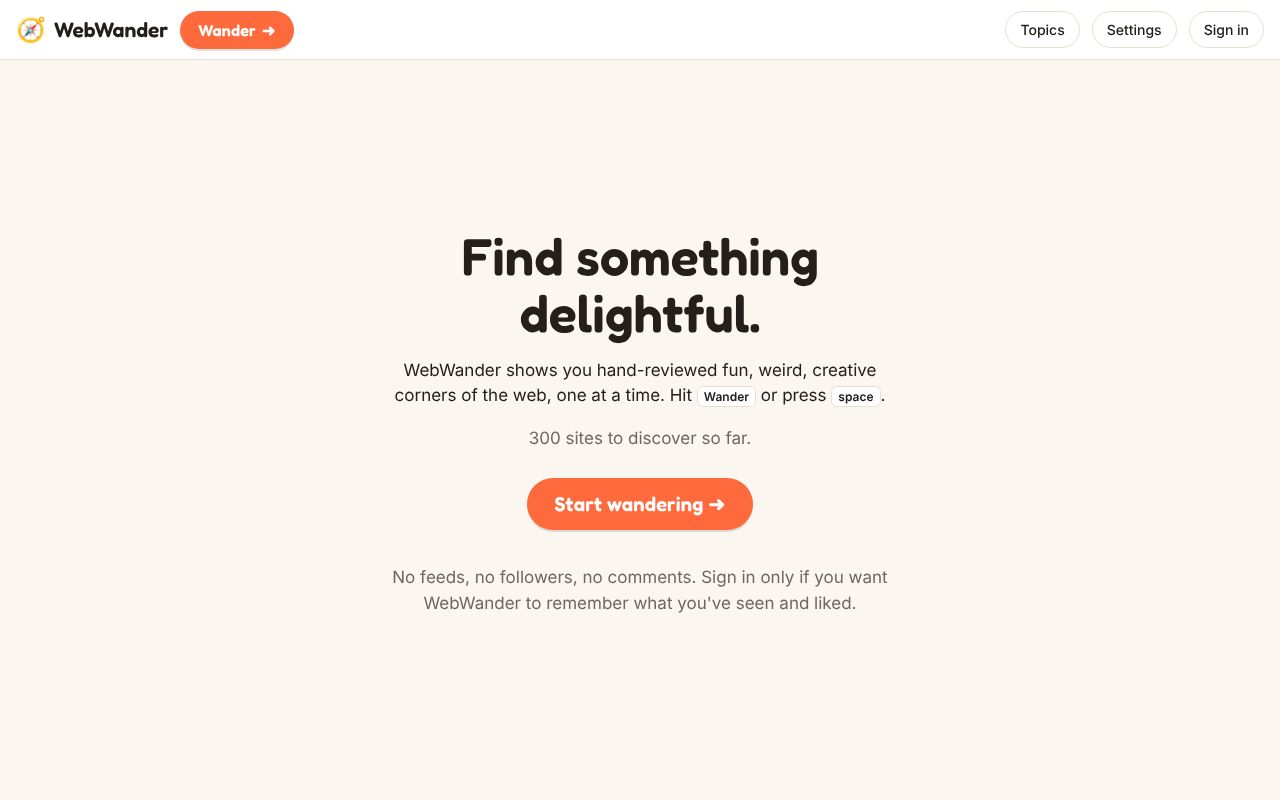 WebWander
Wander ➜
Topics
Settings
Sign in
Find something
delightful.
WebWander shows you hand-reviewed fun, weird, creative
corners of the web, one at a time. Hit Wander or press space.
300 sites to discover so far.
Start wandering ➜
No feeds, no followers, no comments. Sign in only if you want
WebWander to remember what you've seen and liked.